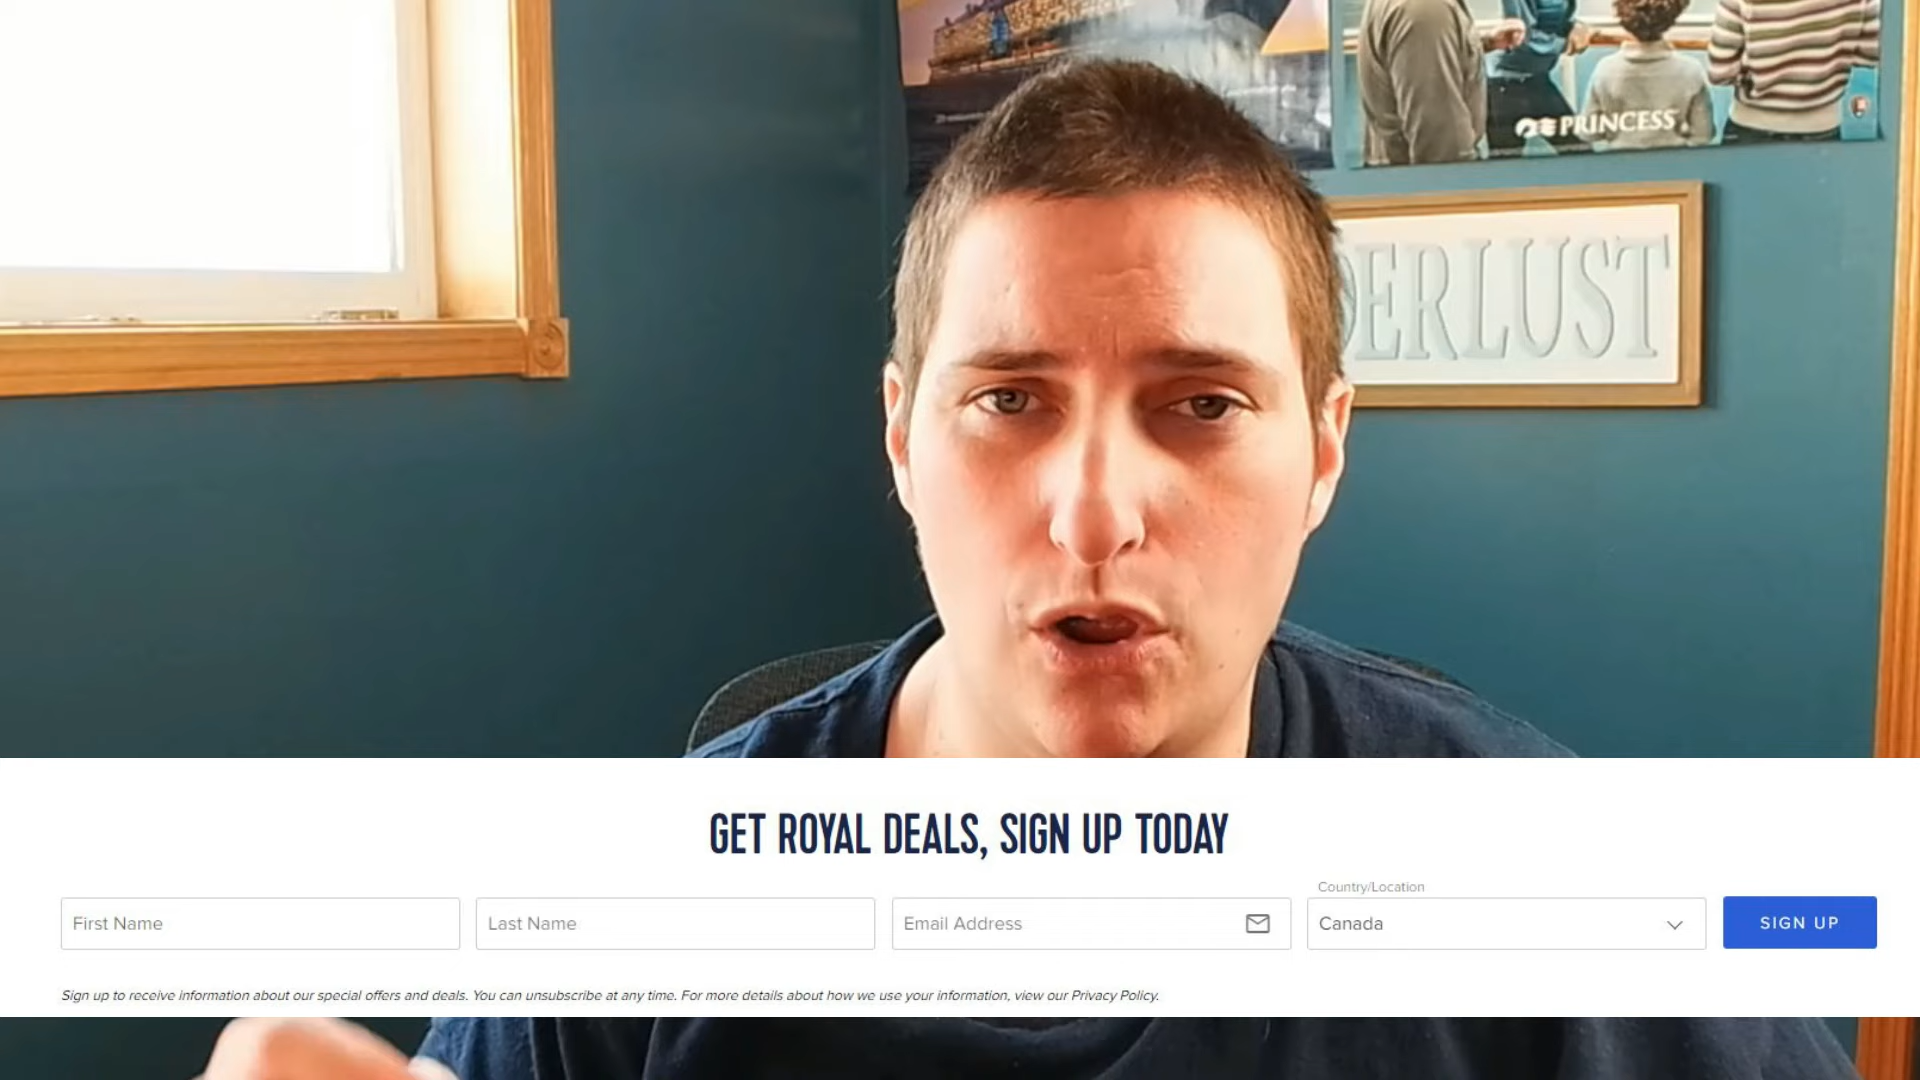 PRINCESS
DERLUST
GET ROYAL DEALS, SIGN UP TODAY
Country/Location
First Name
Last Name
Email Address
Canada
SIGN UP
Sign up to receive information about our special offers and deals. You can unsubscribe at any time. For more details about how we use your information, view our Privacy Policy.